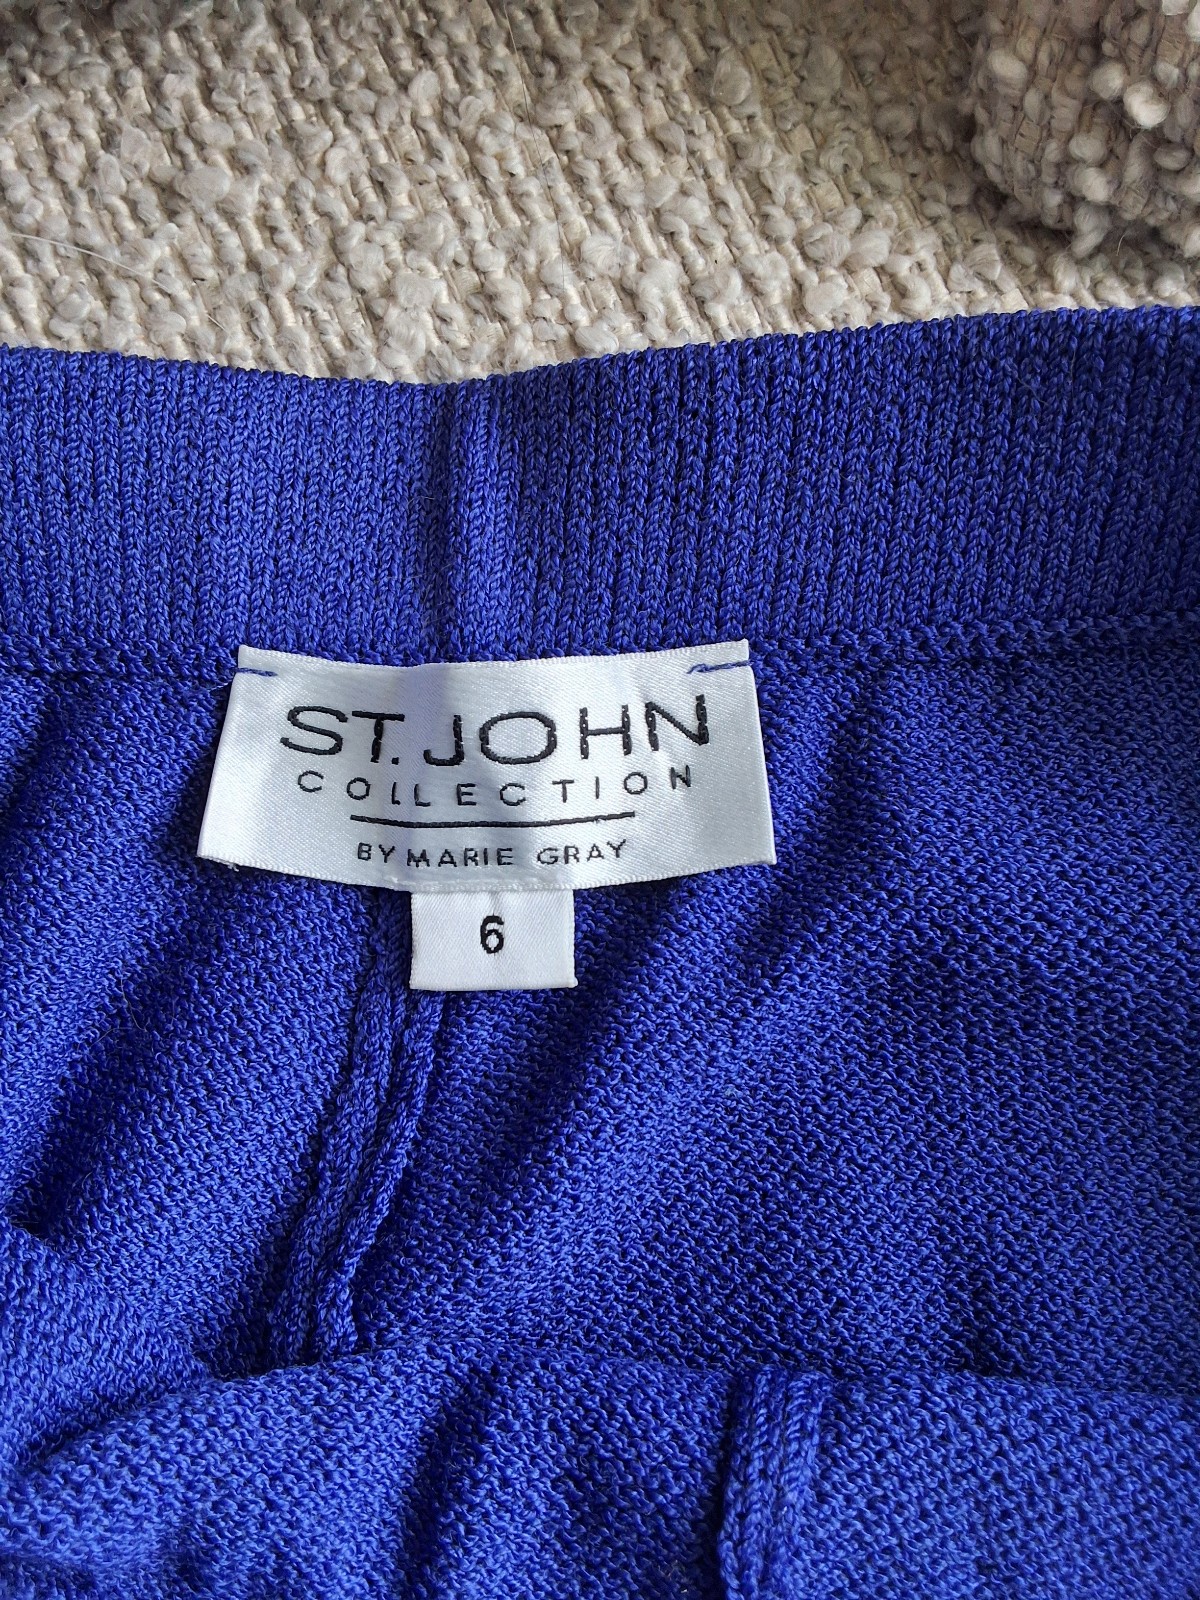 ST. JOHN
COLLECTION
BY MARIE GRAY
6